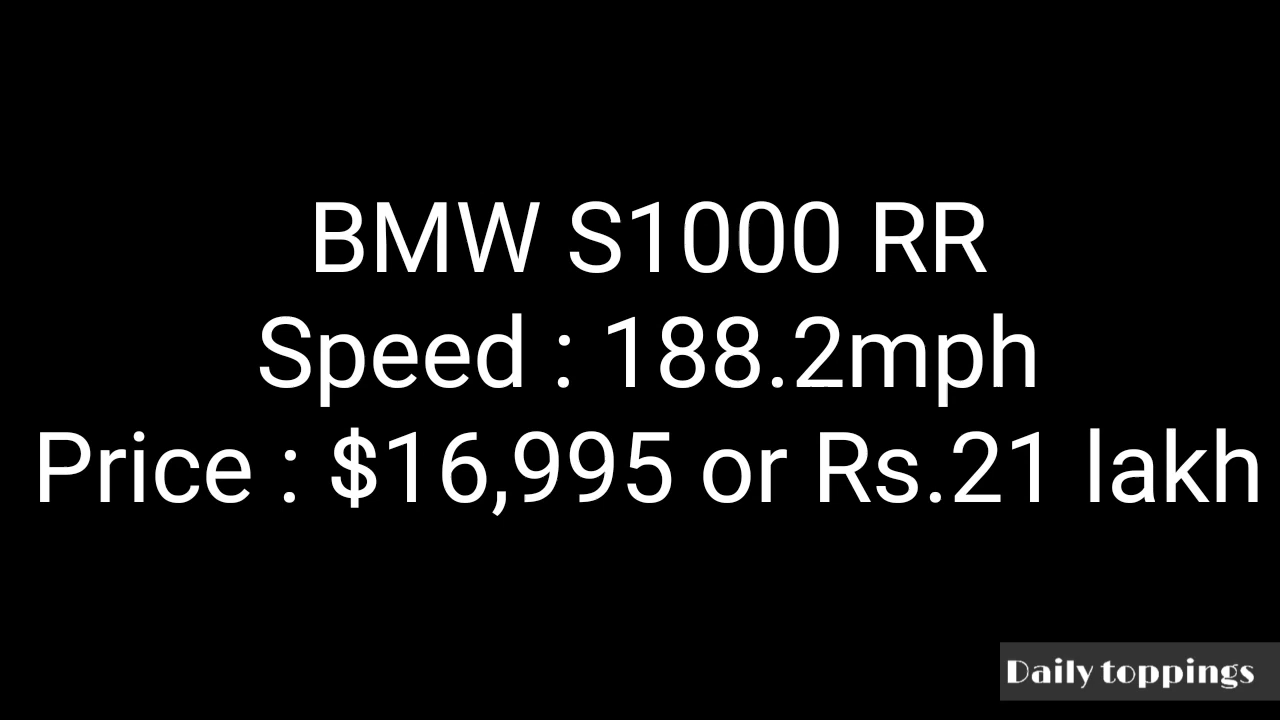 BMW S1000 RR
Speed : 188.2mph
Price : $16,995 or Rs.21 lakh
Daily toppings